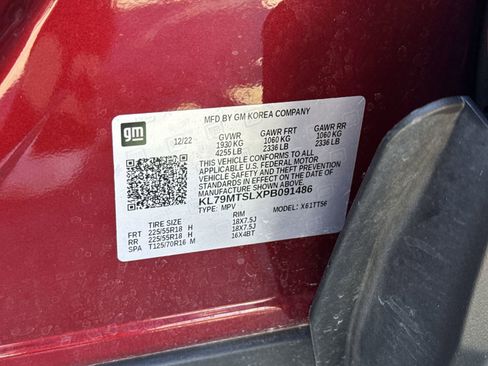 MFD.BY GM KOREA COMPANY
gm
12/22 GVWR GAWR FRT GAWR RR
1930 KG 1060 KG 1060 KG
4255 LB 2336 LB 2336 LB
THIS VEHICLE CONFORMS TO ALL
APPLICABLE U.S. FEDERAL MOTOR
VEHICLE SAFETY AND THEFT PREVENTION
STANDARDS IN EFFECT ON THE DATE OF
MANUFACTURE SHOWN ABOVE.
KL79MTSLXPB091486
TYPE: MPV MODEL: X61TT56
TIRE SIZE RIM
FRT 225/55R18 H 18X7.5J
RR 225/55R18 H 18X7.5J
SPA T125/70R16 M 16X4BT